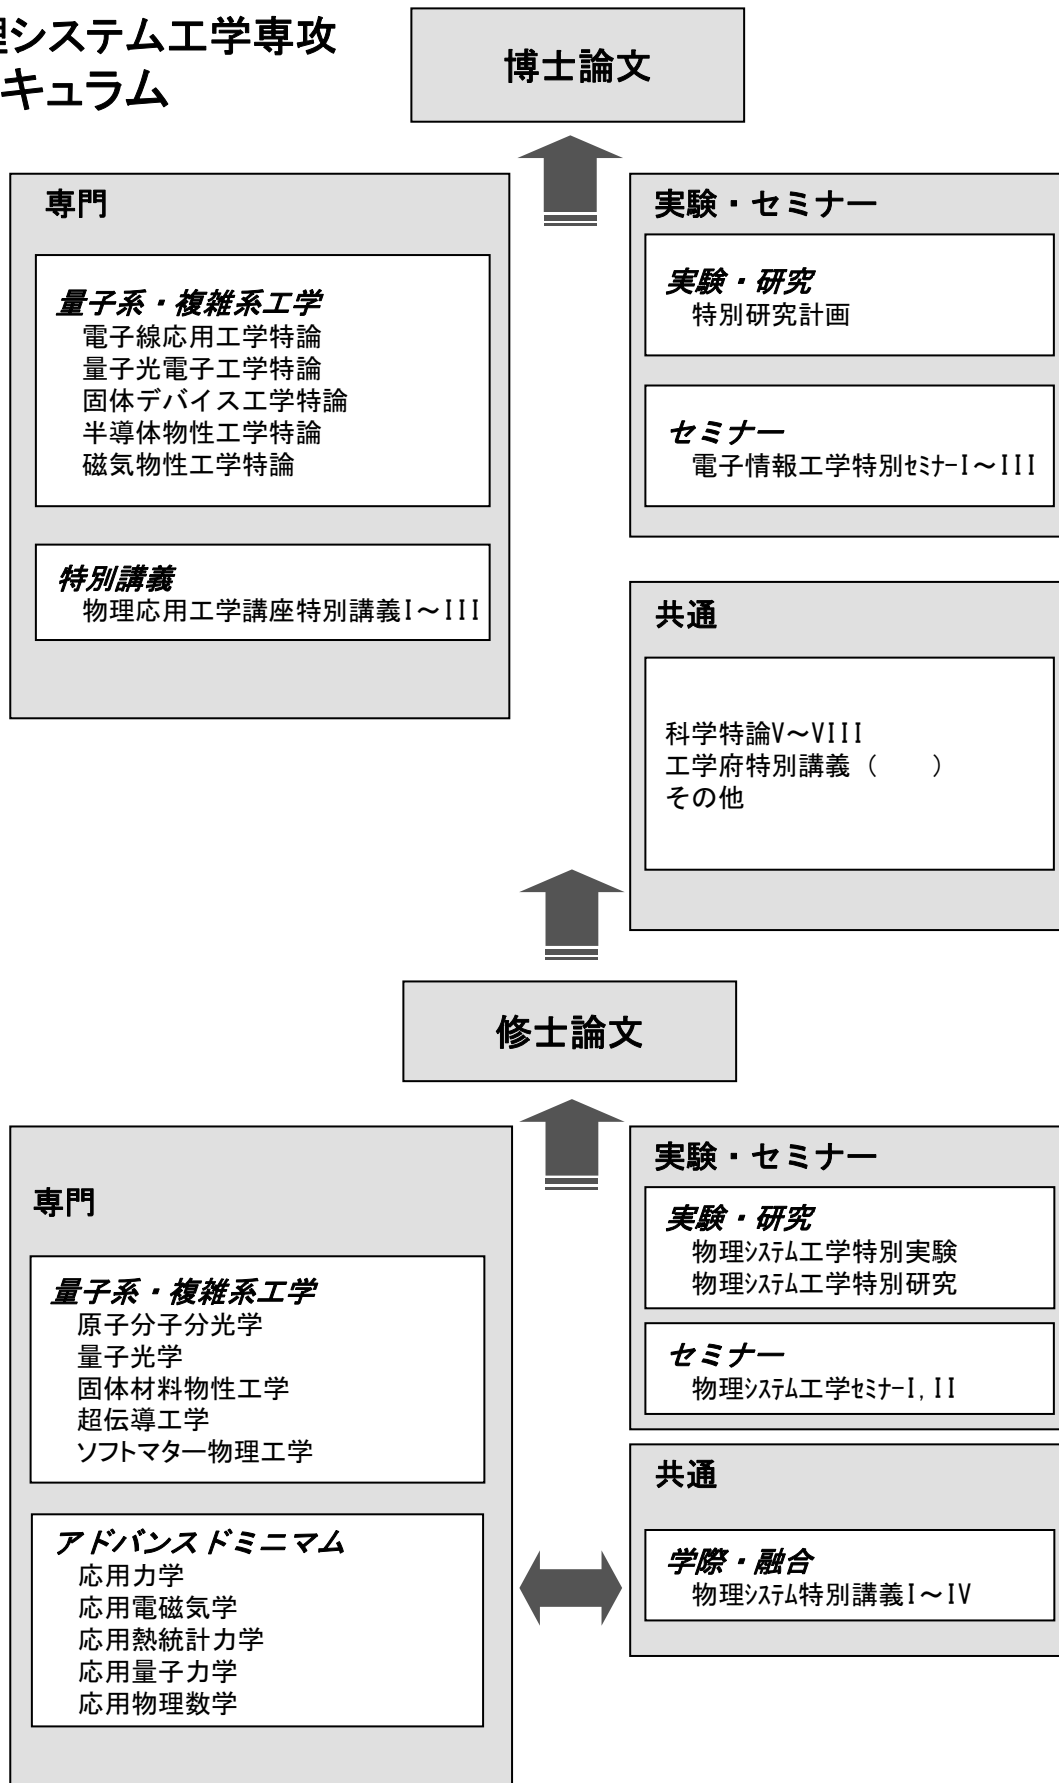 理システム工学専攻
キュラム
博士論文
専門
量子系・複雑系工学
電子線応用工学特論
量子光電子工学特論
固体デバイス工学特論
半導体物性工学特論
磁気物性工学特論
特別講義
物理応用工学講座特別講義I～III
実験・セミナー
実験・研究
特別研究計画
セミナー
電子情報工学特別ｾﾐﾅｰI～III
共通
科学特論V～VIII
工学府特別講義（　　）
その他
修士論文
専門
量子系・複雑系工学
原子分子分光学
量子光学
固体材料物性工学
超伝導工学
ソフトマター物理工学
アドバンスドミニマム
応用力学
応用電磁気学
応用熱統計力学
応用量子力学
応用物理数学
実験・セミナー
実験・研究
物理ｼｽﾃﾑ工学特別実験
物理ｼｽﾃﾑ工学特別研究
セミナー
物理ｼｽﾃﾑ工学ｾﾐﾅｰI, II
共通
学際・融合
物理ｼｽﾃﾑ特別講義I～IV